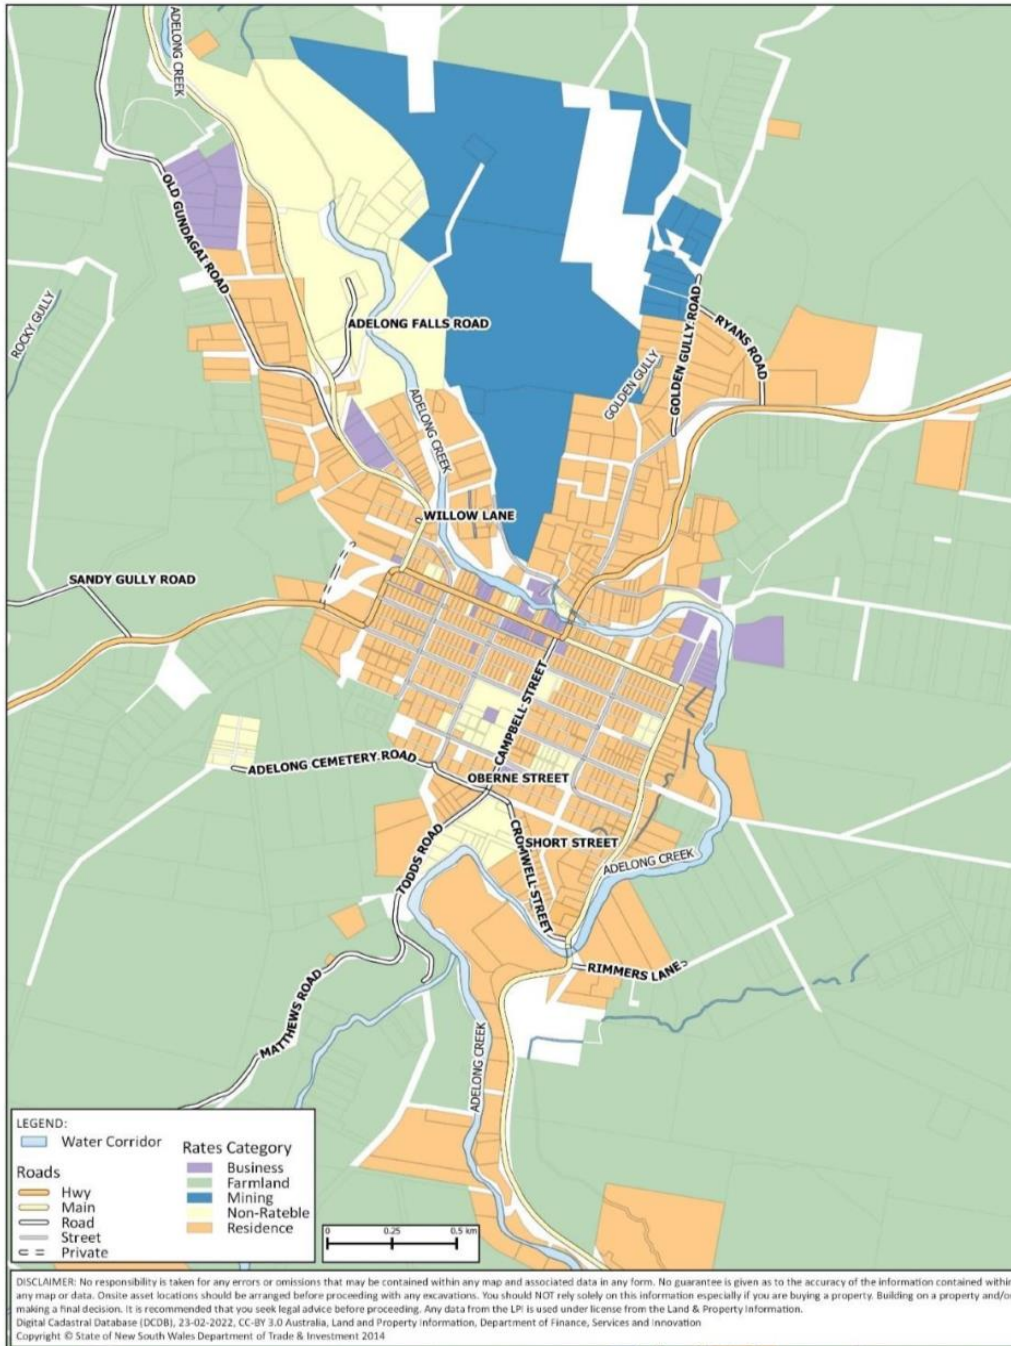 ADELONG CREEK
OLD GUNDAGAI ROAD
ROCKY GULLY
ADELONG FALLS ROAD
GOLDEN GULLY ROAD
RYANS ROAD
GOLDEN GULLY
ADELONG CREEK
WILLOW LANE
SANDY GULLY ROAD
CAMPBELL STREET
ADELONG CEMETERY ROAD
OBERNE STREET
TODDS ROAD
CROMWELL STREET
SHORT STREET
ADELONG CREEK
RIMMERS LANE
MATTHEWS ROAD
ADELONG CREEK
LEGEND:
Water Corridor
Roads
Hwy
Main
Road
Street
Private
Rates Category
Business
Farmland
Mining
Non-Rateble
Residence
0 0.25 0.5 km
DISCLAIMER: No responsibility is taken for any errors or omissions that may be contained within any map and associated data in any form. No guarantee is given as to the accuracy of the information contained within
any map or data. Onsite asset locations should be arranged before proceeding with any excavations. You should NOT rely solely on this information especially if you are buying a property. Building on a property and/o
making a final decision. It is recommended that you seek legal advice before proceeding. Any data from the LPI is used under license from the Land & Property Information.
Digital Cadastral Database (DCDB), 23-02-2022, CC-BY 3.0 Australia, Land and Property Information, Department of Finance, Services and Innovation
Copyright © State of New South Wales Department of Trade & Investment 2014